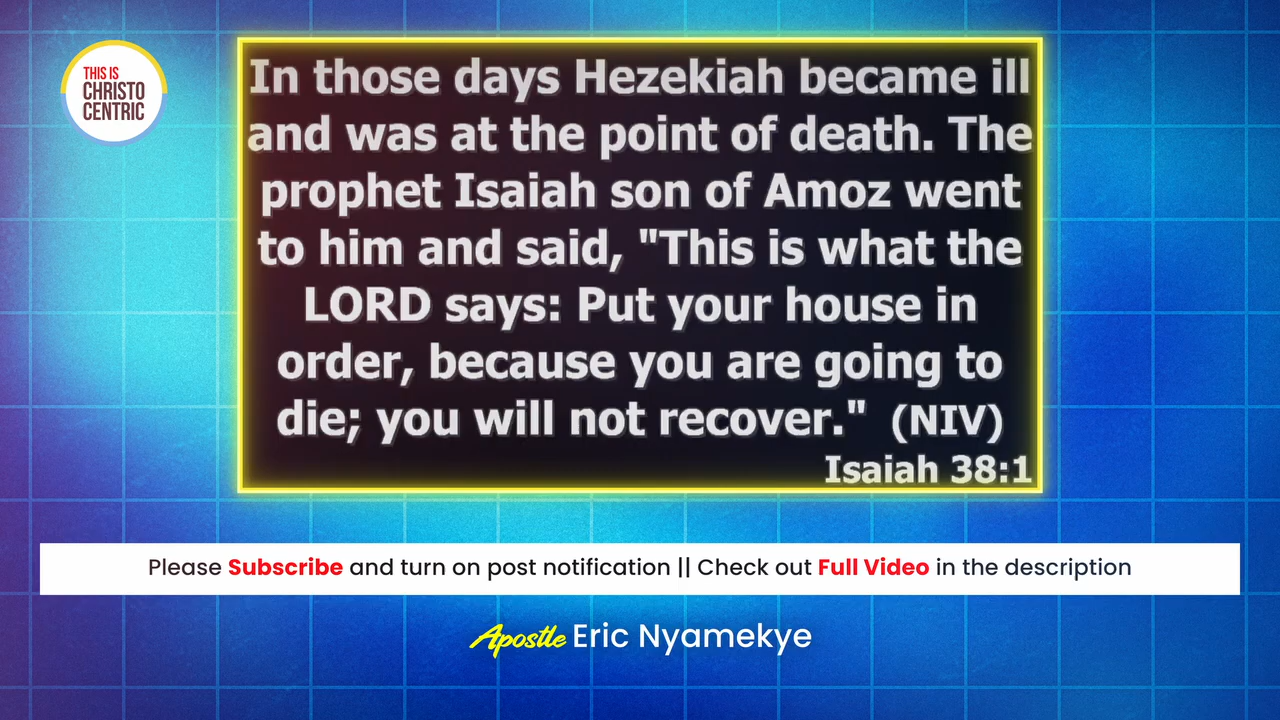 THIS IS
CHRISTO
CENTRIC
In those days Hezekiah became ill
and was at the point of death. The
prophet Isaiah son of Amoz went
to him and said, "This is what the
LORD says: Put your house in
order, because you are going to
die; you will not recover." (NIV)
Isaiah 38:1
Please Subscribe and turn on post notification || Check out Full Video in the description
Apostle Eric Nyamekye